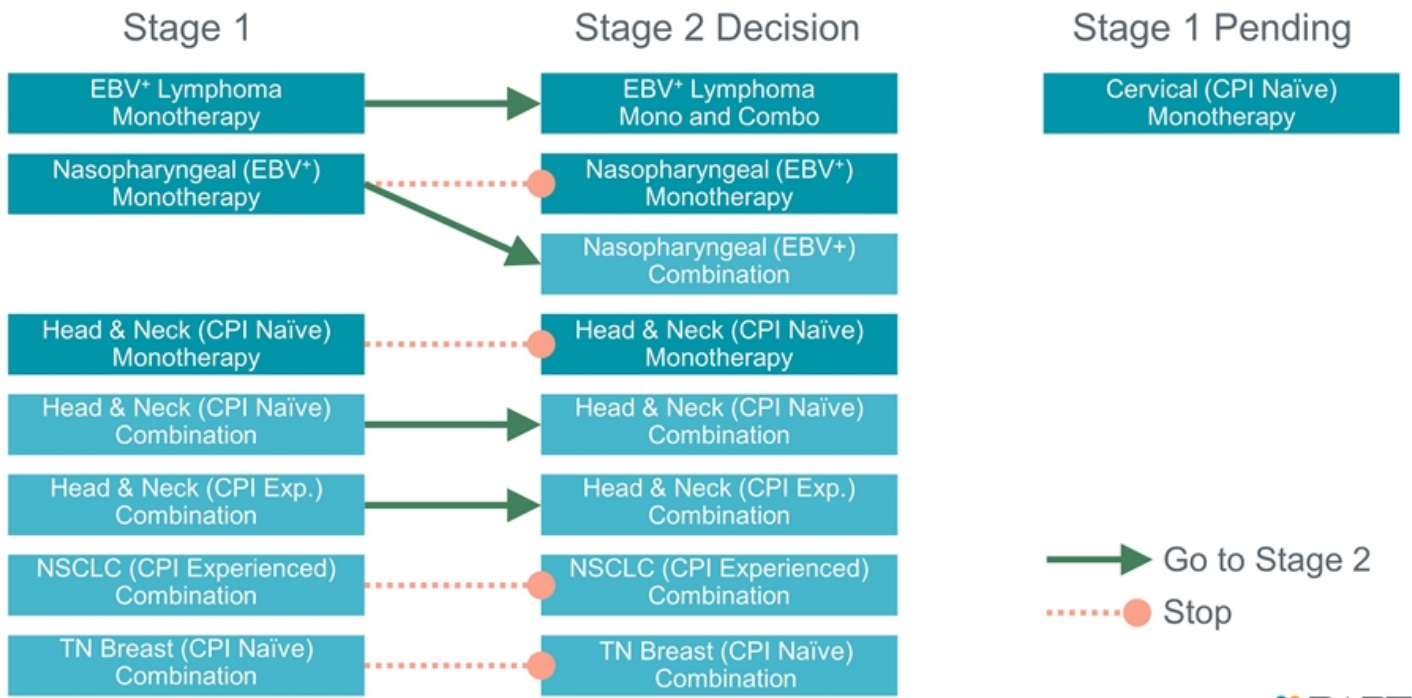 Stage 1
Stage 2 Decision
Stage 1 Pending
EBV⁺ Lymphoma
Monotherapy
EBV⁺ Lymphoma
Mono and Combo
Cervical (CPI Naïve)
Monotherapy
Nasopharyngeal (EBV⁺)
Monotherapy
Nasopharyngeal (EBV⁺)
Monotherapy
Nasopharyngeal (EBV+)
Combination
Head & Neck (CPI Naïve)
Monotherapy
Head & Neck (CPI Naïve)
Monotherapy
Head & Neck (CPI Naïve)
Combination
Head & Neck (CPI Naïve)
Combination
Head & Neck (CPI Exp.)
Combination
Head & Neck (CPI Exp.)
Combination
NSCLC (CPI Experienced)
Combination
NSCLC (CPI Experienced)
Combination
Go to Stage 2
Stop
TN Breast (CPI Naïve)
Combination
TN Breast (CPI Naïve)
Combination